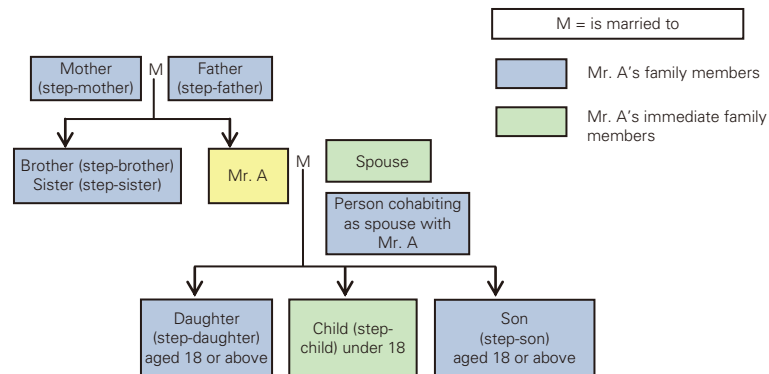 M = is married to
Mother
(step-mother)
M
Father
(step-father)
Mr. A's family members
Mr. A's immediate family
members
Brother (step-brother)
Sister (step-sister)
Mr. A
M
Spouse
Person cohabiting
as spouse with
Mr. A
Daughter
(step-daughter)
aged 18 or above
Child (step-
child) under 18
Son
(step-son)
aged 18 or above